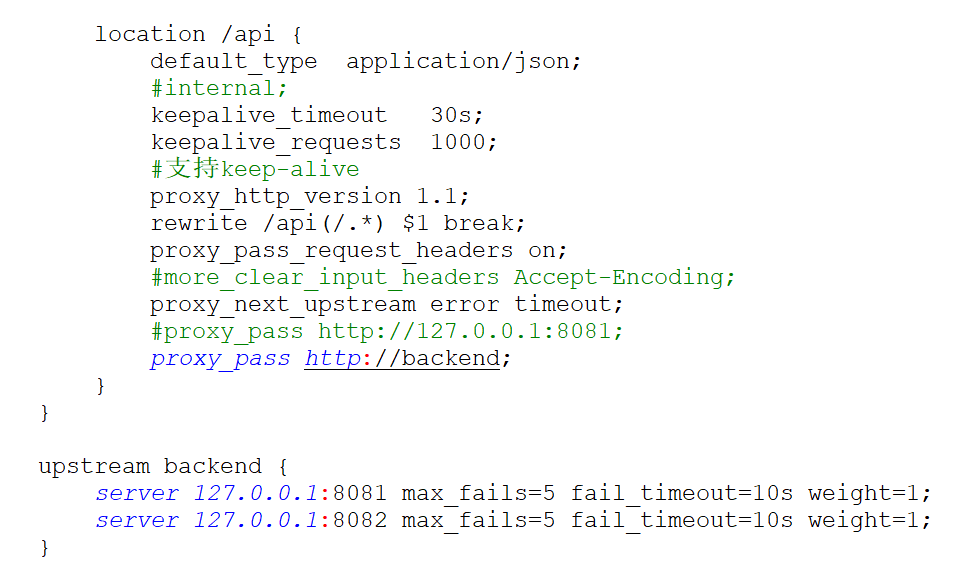 location /api {
default_type  application/json;
#internal;
keepalive_timeout   30s;
keepalive_requests  1000;
#支持keep-alive
proxy_http_version 1.1;
rewrite /api(/.*) $1 break;
proxy_pass_request_headers on;
#more_clear_input_headers Accept-Encoding;
proxy_next_upstream error timeout;
#proxy_pass http://127.0.0.1:8081;
proxy_pass http://backend;
}
}
upstream backend {
server 127.0.0.1:8081 max_fails=5 fail_timeout=10s weight=1;
server 127.0.0.1:8082 max_fails=5 fail_timeout=10s weight=1;
}